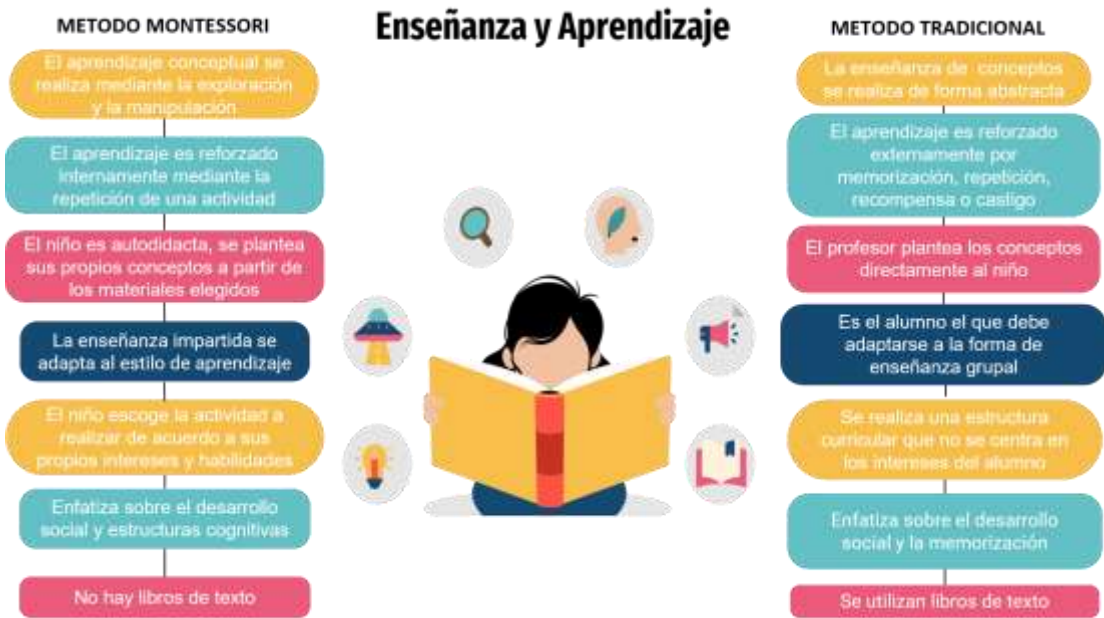 Enseñanza y Aprendizaje
METODO MONTESSORI
El aprendizaje conceptual se
realiza mediante la exploración
y la manipulación
El aprendizaje es reforzado
internamente mediante la
repetición de una actividad
El niño es autodidacta, se plantea
sus propios conceptos a partir de
los materiales elegidos
La enseñanza impartida se
adapta al estilo de aprendizaje
El niño escoge la actividad a
realizar de acuerdo a sus
propios intereses y habilidades
Enfatiza sobre el desarrollo
social y estructuras cognitivas
No hay libros de texto
METODO TRADICIONAL
La enseñanza de conceptos
se realiza de forma abstracta
El aprendizaje es reforzado
externamente por
memorización, repetición,
recompensa o castigo
El profesor plantea los conceptos
directamente al niño
Es el alumno el que debe
adaptarse a la forma de
enseñanza grupal
Se realiza una estructura
curricular que no se centra en
los intereses del alumno
Enfatiza sobre el desarrollo
social y la memorización
Se utilizan libros de texto